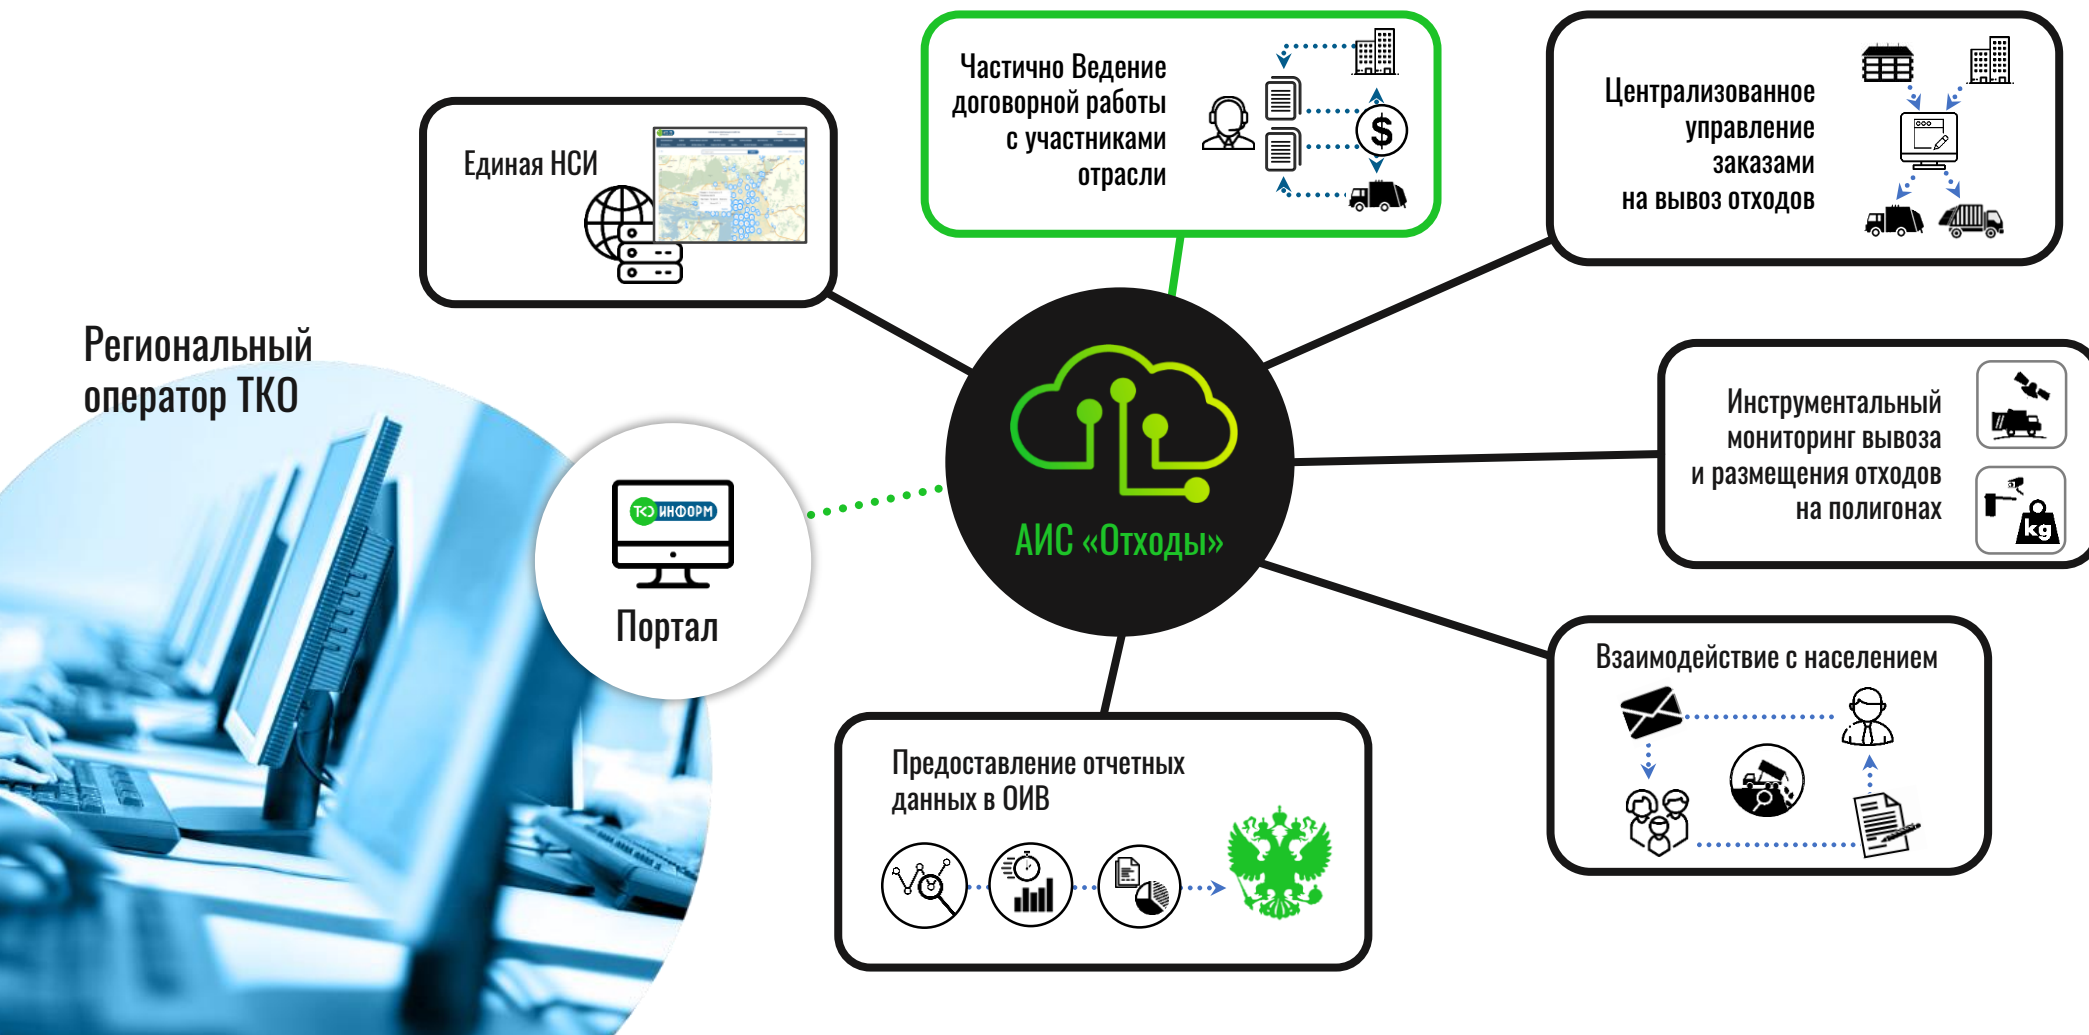 Частично Ведение
договорной работы
с участниками
отрасли
$
Централизованное
управление
заказами
на вывоз отходов
Единая НСИ
Региональный
оператор ТКО
ТКО ИНФОРМ
Портал
АИС «Отходы»
Инструментальный
мониторинг вывоза
и размещения отходов
на полигонах
kg
Взаимодействие с населением
Предоставление отчетных
данных в ОИВ